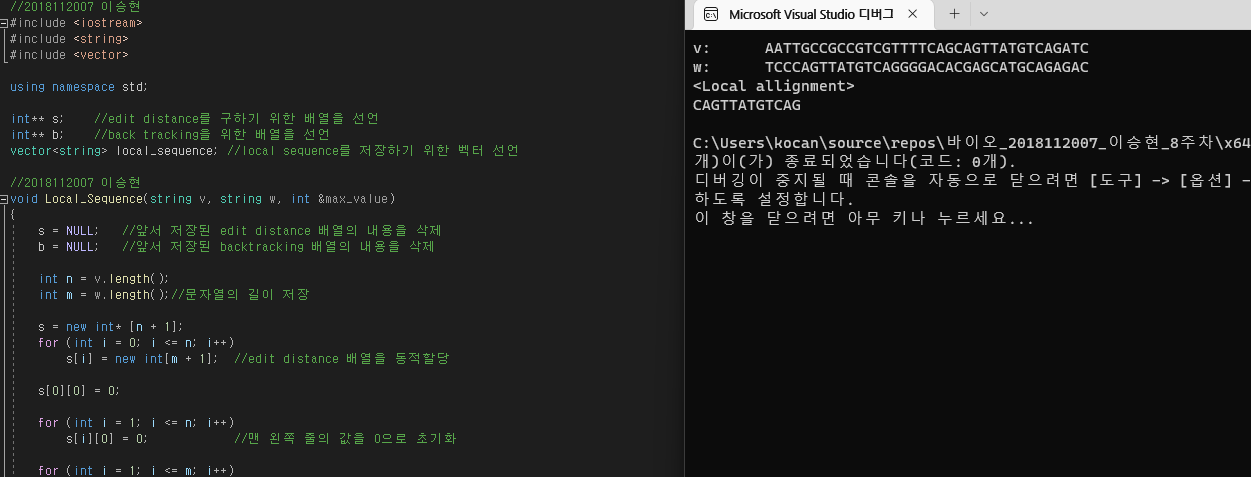 //2018112007 이승현
#include <iostream>
#include <string>
#include <vector>
using namespace std;
int** s;    //edit distance를 구하기 위한 배열을 선언
int** b;    //back tracking을 위한 배열을 선언
vector<string> local_sequence; //local sequence를 저장하기 위한 벡터 선언
//2018112007 이승현
void Local_Sequence(string v, string w, int &max_value)
{
    s = NULL;   //앞서 저장된 edit distance 배열의 내용을 삭제
    b = NULL;   //앞서 저장된 backtracking 배열의 내용을 삭제
    int n = v.length();
    int m = w.length();//문자열의 길이 저장
    s = new int* [n + 1];
    for (int i = 0; i <= n; i++)
        s[i] = new int[m + 1];  //edit distance 배열을 동적할당
    s[0][0] = 0;
    for (int i = 1; i <= n; i++)
        s[i][0] = 0;            //맨 왼쪽 줄의 값을 0으로 초기화
    for (int i = 1; i <= m; i++)
Microsoft Visual Studio 디버그
v:      AATTGCCGCCGTCGTTTTCAGCAGTTATGTCAGATC
w:      TCCCAGTTATGTCAGGGGACACGAGCATGCAGAGAC
<Local allignment>
CAGTTATGTCAG
C:\Users\kocan\source\repos\바이오_2018112007_이승현_8주차\x64
개)이(가) 종료되었습니다(코드: 0개).
디버깅이 중지될 때 콘솔을 자동으로 닫으려면 [도구] -> [옵션] -
하도록 설정합니다.
이 창을 닫으려면 아무 키나 누르세요...